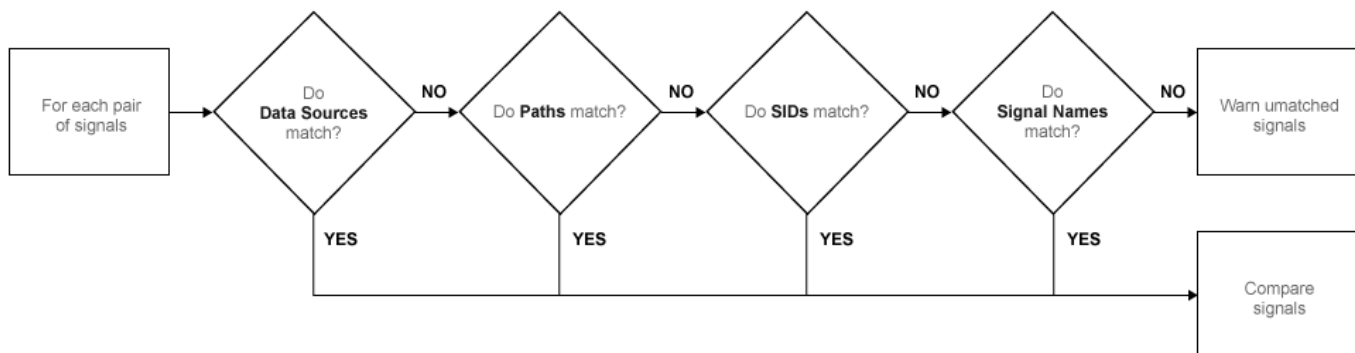 For each pair
of signals
Do
Data Sources
match?
NO
Do Paths match?
NO
Do SIDs match?
NO
Do
Signal Names
match?
NO
Warn umatched
signals
YES
YES
YES
YES
Compare
signals